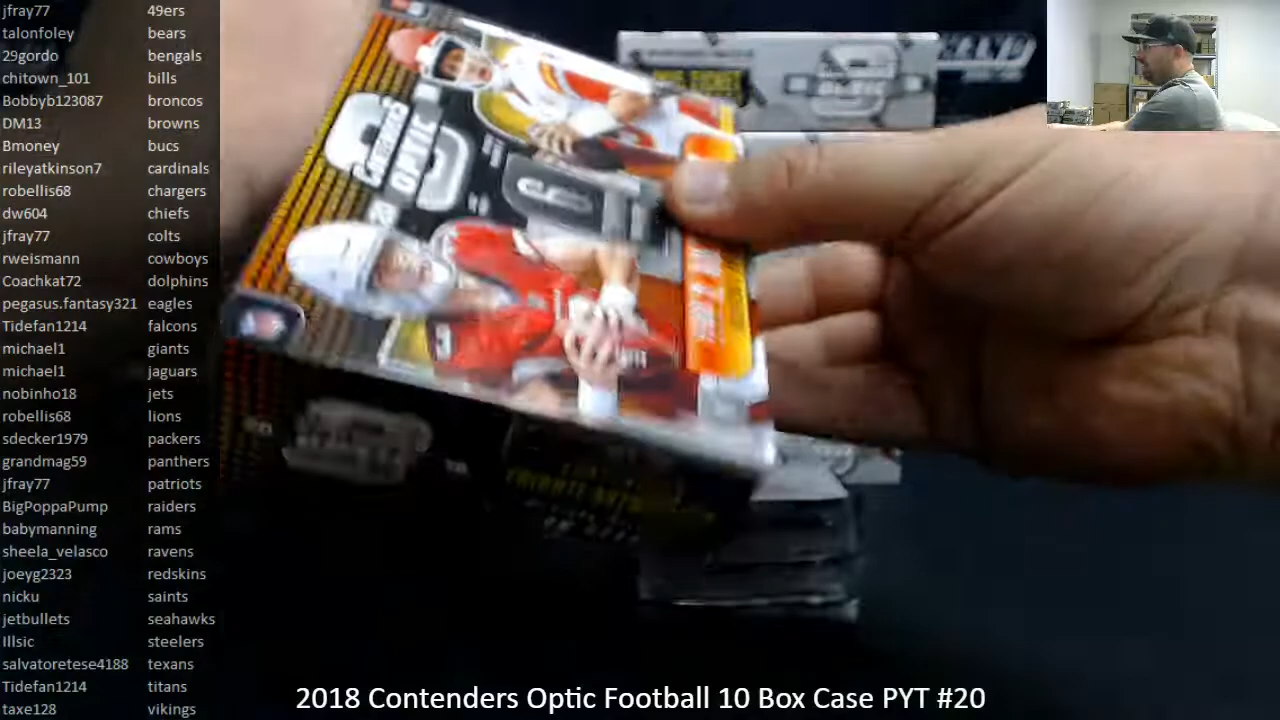 jfray77 49ers
talonfoley bears
29gordo bengals
chitown_101 bills
Bobbyb123087 broncos
DM13 browns
Bmoney bucs
rileyatkinson7 cardinals
robellis68 chargers
dw604 chiefs
jfray77 colts
rweismann cowboys
Coachkat72 dolphins
pegasus.fantasy321 eagles
Tidefan1214 falcons
michael1 giants
michael1 jaguars
nobinho18 jets
robellis68 lions
sdecker1979 packers
grandmag59 panthers
jfray77 patriots
BigPoppaPump raiders
babymanning rams
sheela_velasco ravens
joeyg2323 redskins
nicku saints
jetbullets seahawks
Illsic steelers
salvatoretese4188 texans
Tidefan1214 titans
taxe128 vikings
OPTIC
6
2018 Contenders Optic Football 10 Box Case PYT #20